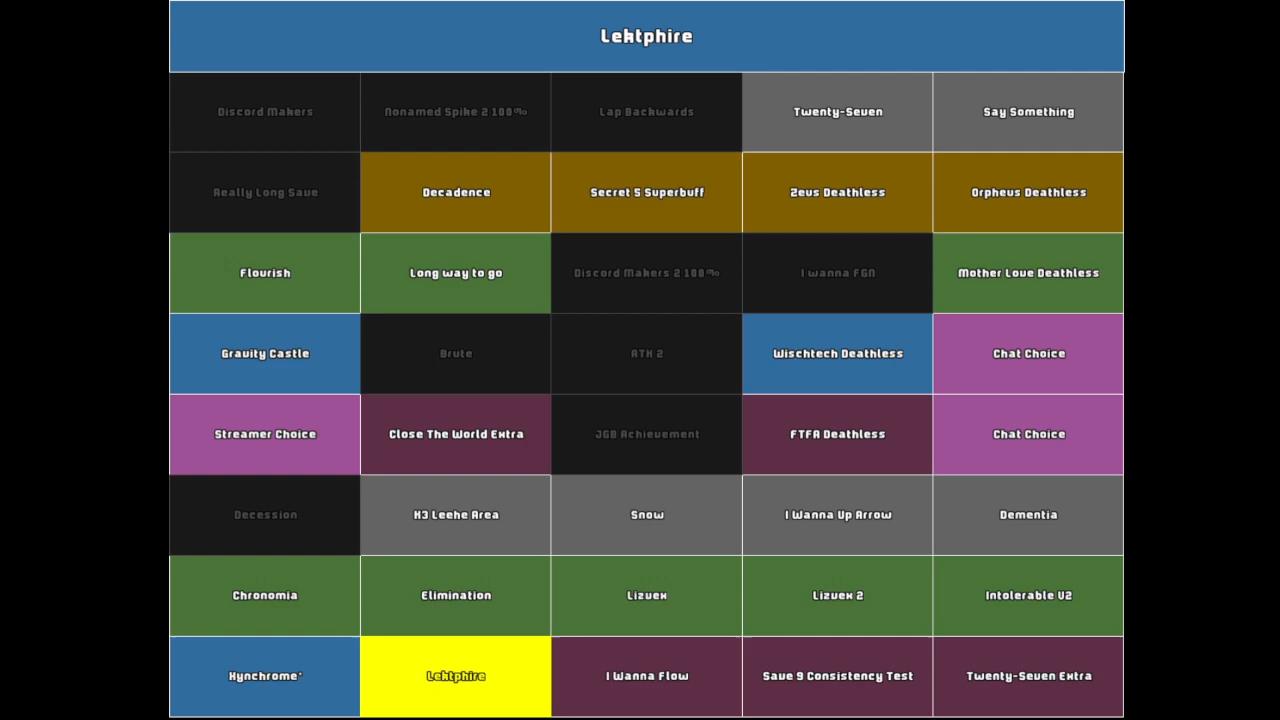 Lektphire
Discord Makers
Nonamed Spike 2 100%
Lap Backwards
Twenty-Seven
Say Something
Really Long Save
Decadence
Secret 5 Superbuff
Zeus Deathless
Orpheus Deathless
Flourish
Long way to go
Discord Makers 2 100%
I wanna FGN
Mother Love Deathless
Gravity Castle
Brute
ATX 2
Wischtech Deathless
Chat Choice
Streamer Choice
Close The World Extra
JGB Achievement
FTFA Deathless
Chat Choice
Decession
K3 Leehe Area
Snow
I Wanna Up Arrow
Dementia
Chronomia
Elimination
Lizvex
Lizvex 2
Intolerable V2
Kynchrome*
Lektphire
I Wanna Flow
Save 9 Consistency Test
Twenty-Seven Extra